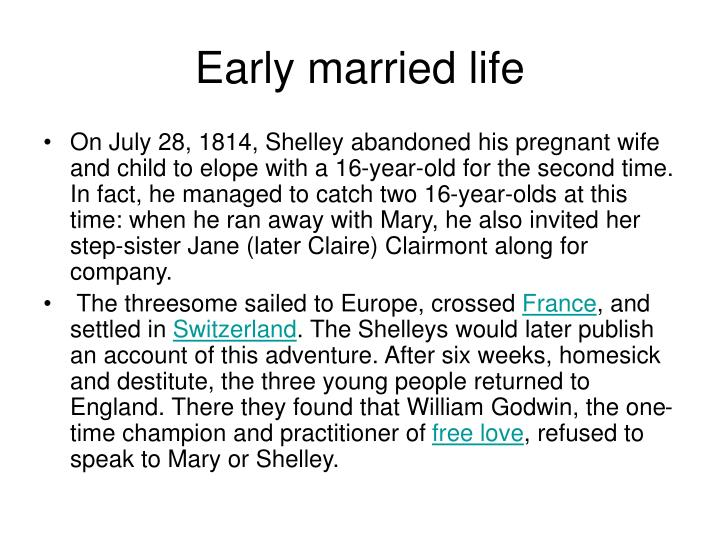 Early married life
• On July 28, 1814, Shelley abandoned his pregnant wife
and child to elope with a 16-year-old for the second time.
In fact, he managed to catch two 16-year-olds at this
time: when he ran away with Mary, he also invited her
step-sister Jane (later Claire) Clairmont along for
company.
• The threesome sailed to Europe, crossed France, and
settled in Switzerland. The Shelleys would later publish
an account of this adventure. After six weeks, homesick
and destitute, the three young people returned to
England. There they found that William Godwin, the one-
time champion and practitioner of free love, refused to
speak to Mary or Shelley.